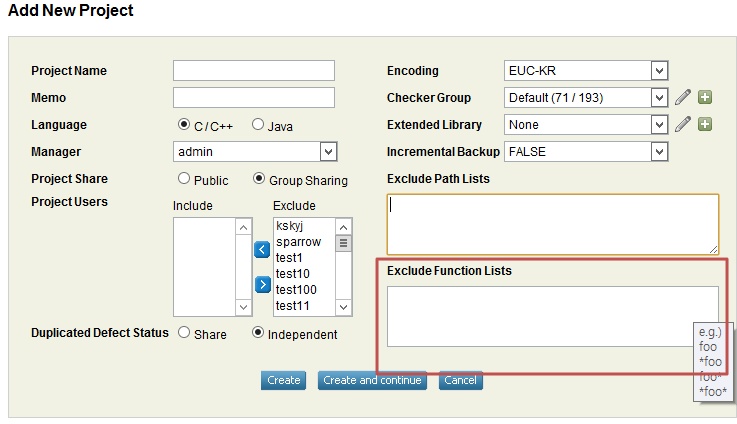 Add New Project
Project Name
Memo
Language
C / C++
Java
Manager
admin
Project Share
Public
Group Sharing
Project Users
Include
Exclude
kskyj
sparrow
test1
test10
test100
test11
Duplicated Defect Status
Share
Independent
Encoding
EUC-KR
Checker Group
Default (71 / 193)
Extended Library
None
Incremental Backup
FALSE
Exclude Path Lists
Exclude Function Lists
e.g.)
foo
*foo
foo*
*foo*
Create
Create and continue
Cancel